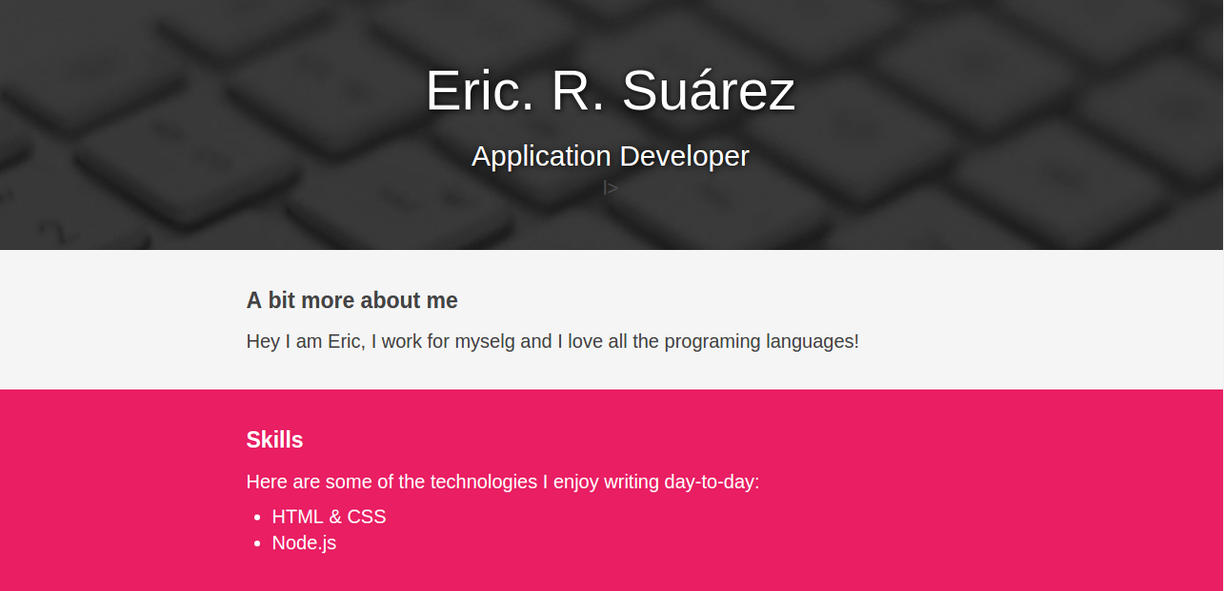 Eric. R. Suárez
Application Developer
|>
A bit more about me
Hey I am Eric, I work for myselg and I love all the programing languages!
Skills
Here are some of the technologies I enjoy writing day-to-day:
• HTML & CSS
• Node.js